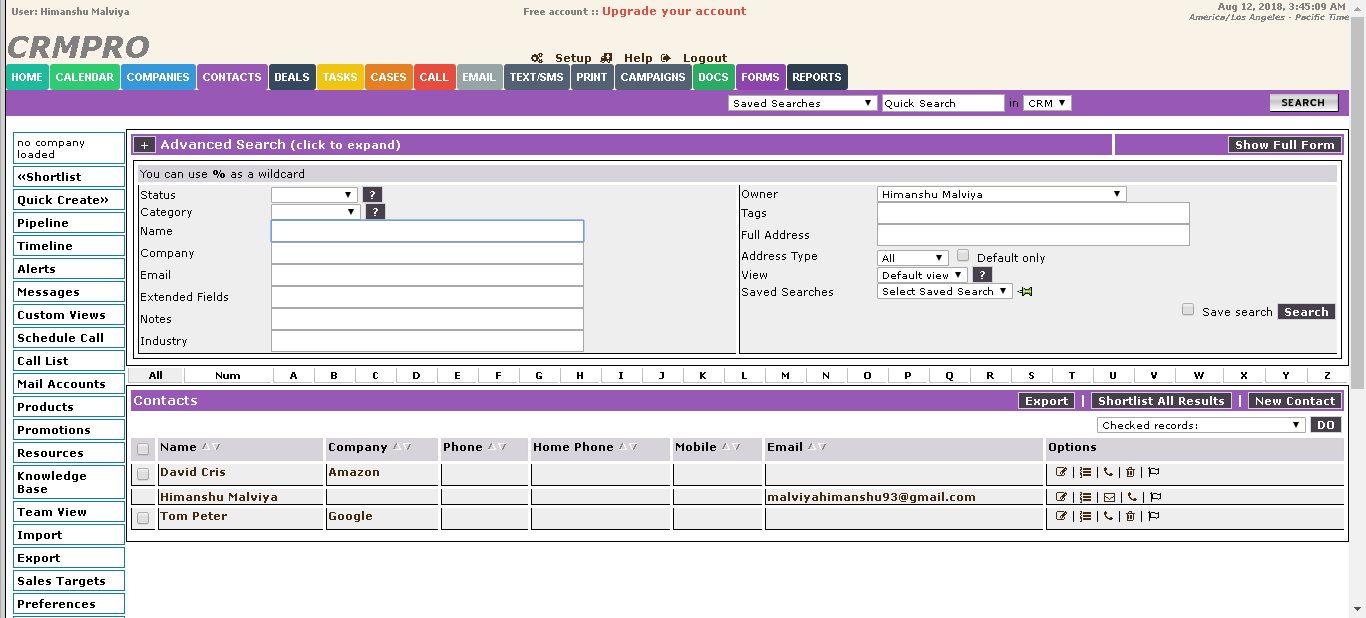 User: Himanshu Malviya
Free account :: Upgrade your account
Aug 12, 2018, 3:45:09 AM
America/Los Angeles - Pacific Time
CRMPRO
Setup Help Logout
HOME CALENDAR COMPANIES CONTACTS DEALS TASKS CASES CALL EMAIL TEXT/SMS PRINT CAMPAIGNS DOCS FORMS REPORTS
Saved Searches Quick Search in CRM SEARCH
no company
loaded
«Shortlist
Quick Create»
Pipeline
Timeline
Alerts
Messages
Custom Views
Schedule Call
Call List
Mail Accounts
Products
Promotions
Resources
Knowledge
Base
Team View
Import
Export
Sales Targets
Preferences
+ Advanced Search (click to expand) Show Full Form
You can use % as a wildcard
Status ?
Category ?
Name
Company
Email
Extended Fields
Notes
Industry
Owner Himanshu Malviya
Tags
Full Address
Address Type All Default only
View Default view ?
Saved Searches Select Saved Search
Save search Search
All Num A B C D E F G H I J K L M N O P Q R S T U V W X Y Z
Contacts Export | Shortlist All Results | New Contact
Checked records: DO
Name Company Phone Home Phone Mobile Email Options
David Cris Amazon
Himanshu Malviya malviyahimanshu93@gmail.com
Tom Peter Google